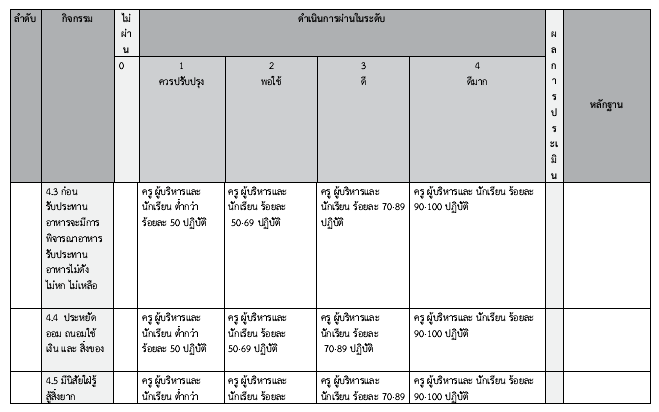 ลำดับ
กิจกรรม
ไม่
ผ่า
น
0
ดำเนินการผ่านในระดับ
1
ควรปรับปรุง
2
พอใช้
3
ดี
4
ดีมาก
ผ
ล
ก
า
ร
ป
ร
ะเ
มิ
น
หลักฐาน
4.3 ก่อน
รับประทาน
อาหารจะมีการ
พิจารณาอาหาร
รับประทาน
อาหารไม่ดัง
ไม่หก ไม่เหลือ
ครู ผู้บริหารและ
นักเรียน ต่ำกว่า
ร้อยละ 50 ปฏิบัติ
ครู ผู้บริหารและ
นักเรียน ร้อยละ
50-69 ปฏิบัติ
ครู ผู้บริหารและ
นักเรียน ร้อยละ 70-89
ปฏิบัติ
ครู ผู้บริหารและ นักเรียน ร้อยละ
90-100 ปฏิบัติ
4.4 ประหยัด
ออม ถนอมใช้
เงิน และ สิ่งของ
ครู ผู้บริหารและ
นักเรียน ต่ำกว่า
ร้อยละ 50 ปฏิบัติ
ครู ผู้บริหารและ
นักเรียน ร้อยละ
50-69 ปฏิบัติ
ครู ผู้บริหารและ
นักเรียน ร้อยละ
70-89 ปฏิบัติ
ครู ผู้บริหารและ นักเรียน ร้อยละ
90-100 ปฏิบัติ
4.5 มีนิสัยใฝ่รู้
สู้สิ่งยาก
ครู ผู้บริหารและ
นักเรียน ต่ำกว่า
ครู ผู้บริหารและ
นักเรียน ร้อยละ
ครู ผู้บริหารและ
นักเรียน ร้อยละ 70-89
ครู ผู้บริหารและ นักเรียน ร้อยละ
90-100 ปฏิบัติ